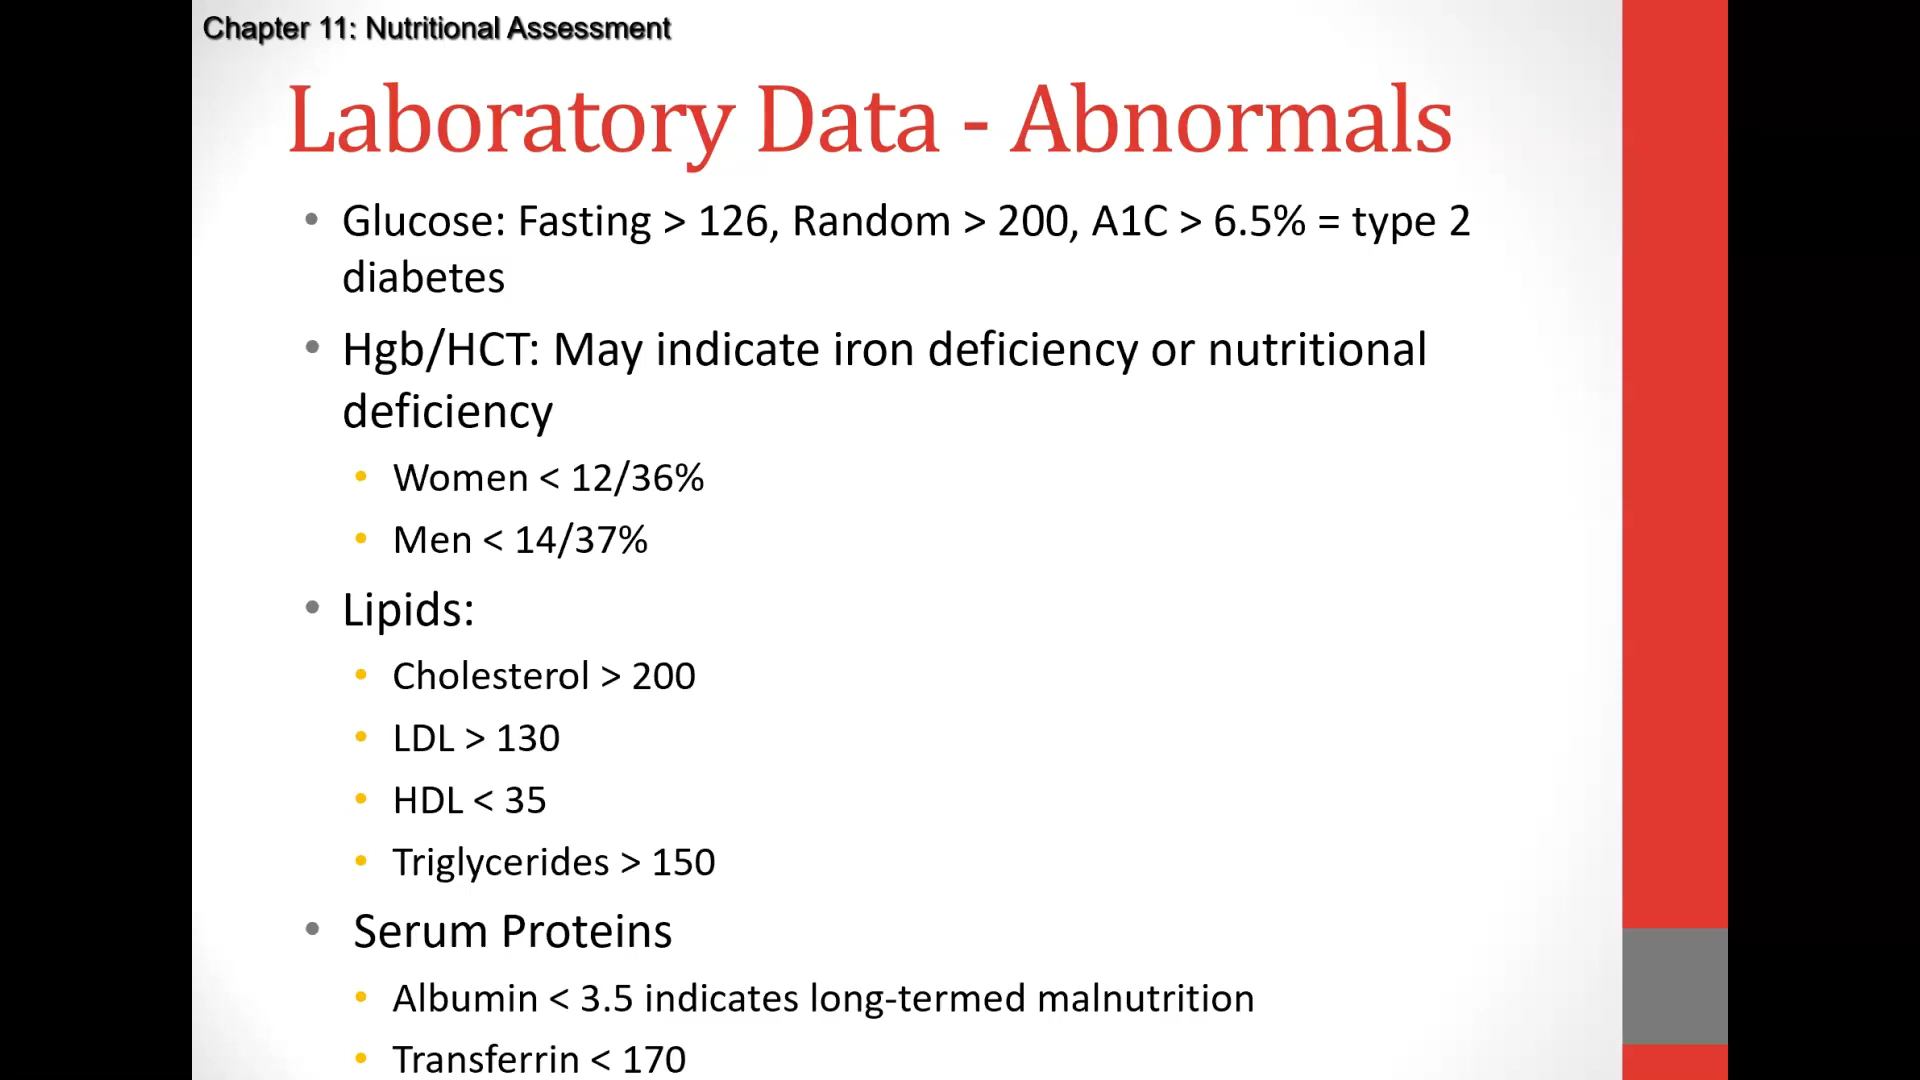 Chapter 11: Nutritional Assessment
Laboratory Data - Abnormals
• Glucose: Fasting > 126, Random > 200, A1C > 6.5% = type 2
diabetes
• Hgb/HCT: May indicate iron deficiency or nutritional
deficiency
• Women < 12/36%
• Men < 14/37%
• Lipids:
• Cholesterol > 200
• LDL > 130
• HDL < 35
• Triglycerides > 150
• Serum Proteins
• Albumin < 3.5 indicates long-termed malnutrition
• Transferrin < 170